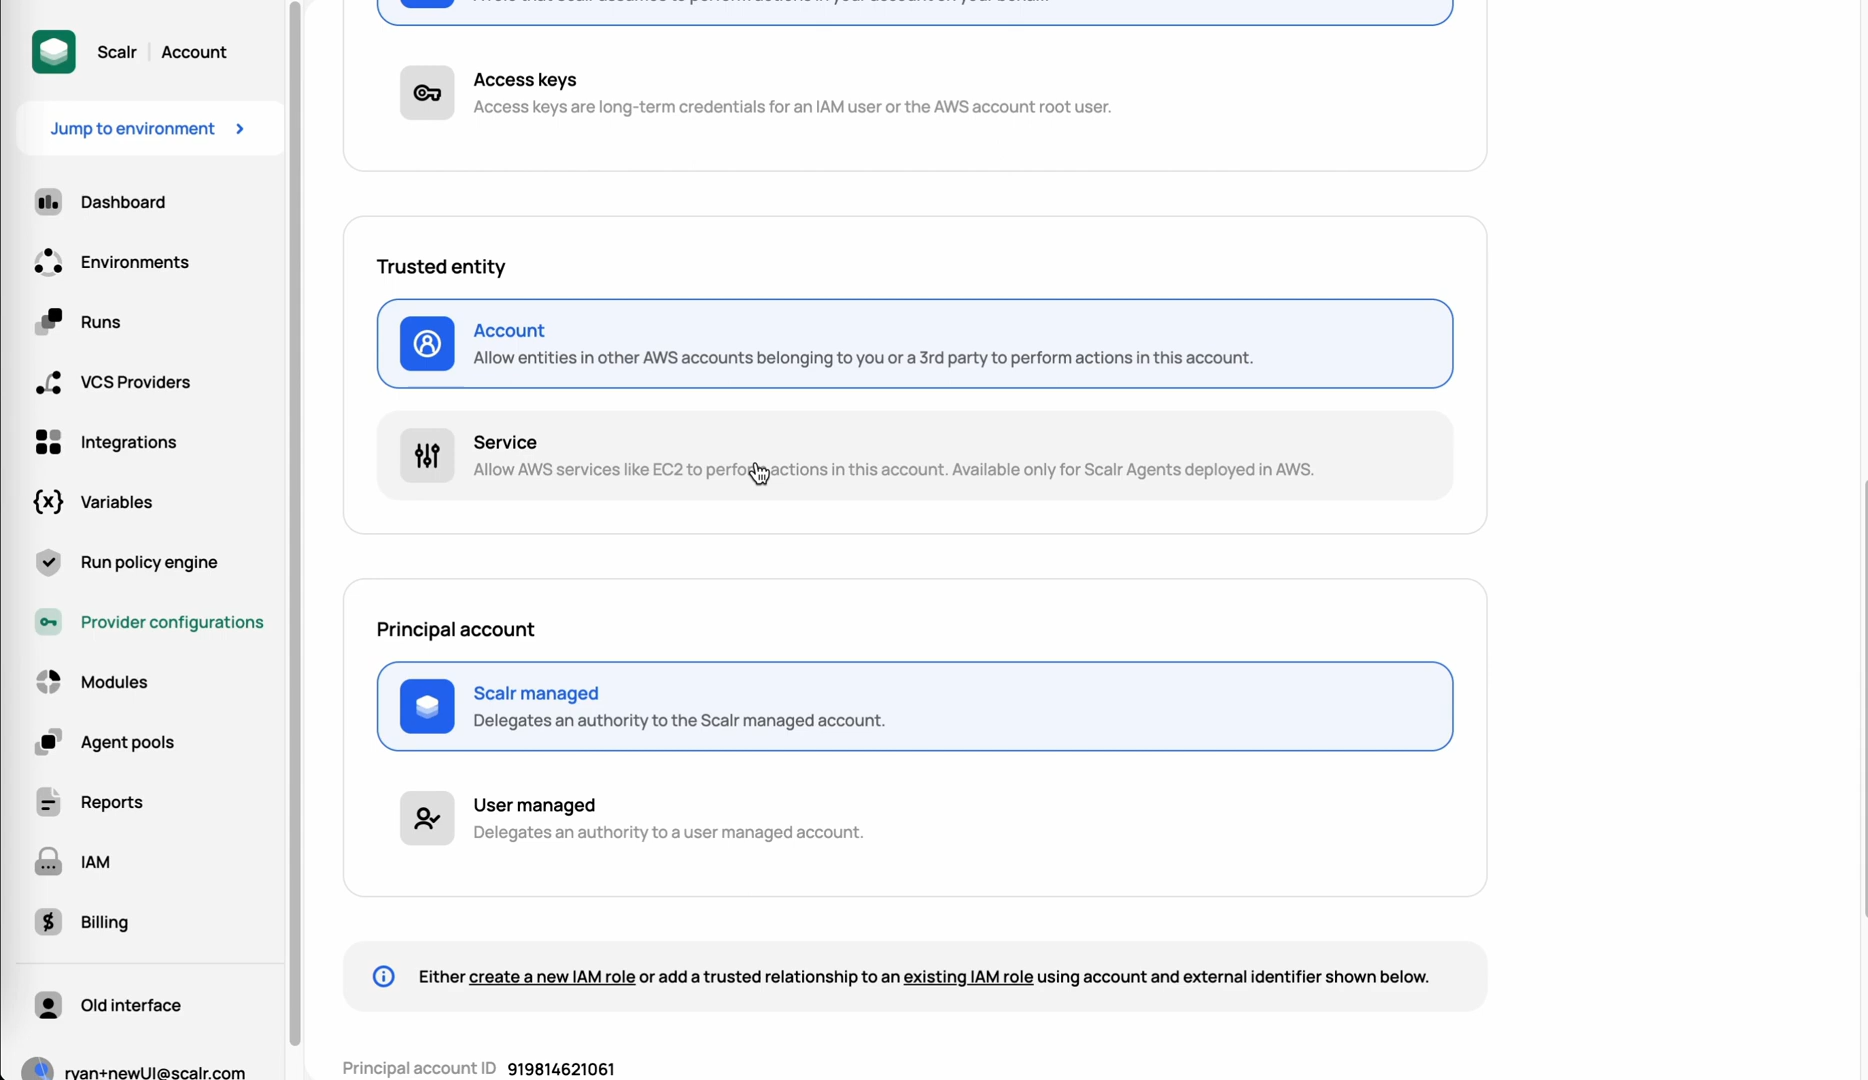 Scalr | Account
Jump to environment
Dashboard
Environments
Runs
VCS Providers
Integrations
Variables
Run policy engine
Provider configurations
Modules
Agent pools
Reports
IAM
Billing
Old interface
ryan+newUI@scalr.com
Access keys
Access keys are long-term credentials for an IAM user or the AWS account root user.
Trusted entity
Account
Allow entities in other AWS accounts belonging to you or a 3rd party to perform actions in this account.
Service
Allow AWS services like EC2 to perform actions in this account. Available only for Scalr Agents deployed in AWS.
Principal account
Scalr managed
Delegates an authority to the Scalr managed account.
User managed
Delegates an authority to a user managed account.
Either create a new IAM role or add a trusted relationship to an existing IAM role using account and external identifier shown below.
Principal account ID 919814621061